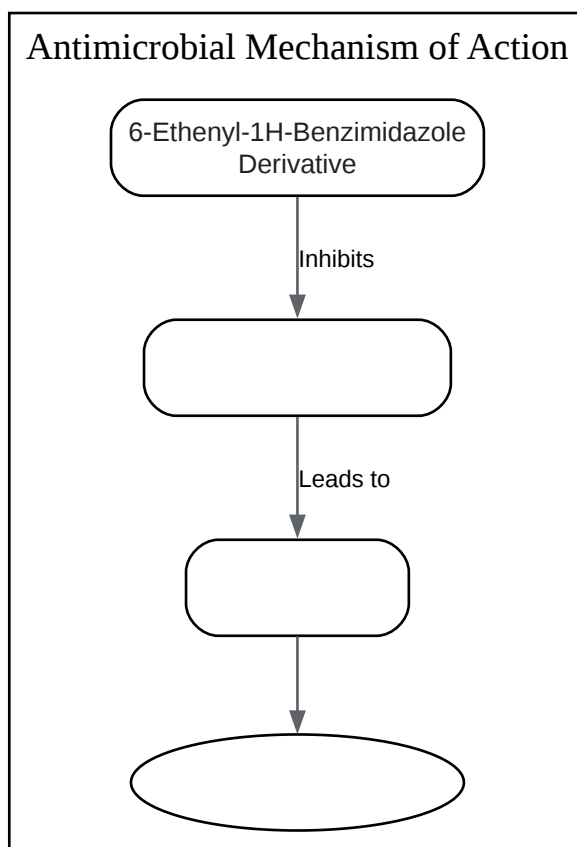 Antimicrobial Mechanism of Action
6-Ethenyl-1H-Benzimidazole
Derivative
Inhibits
Leads to